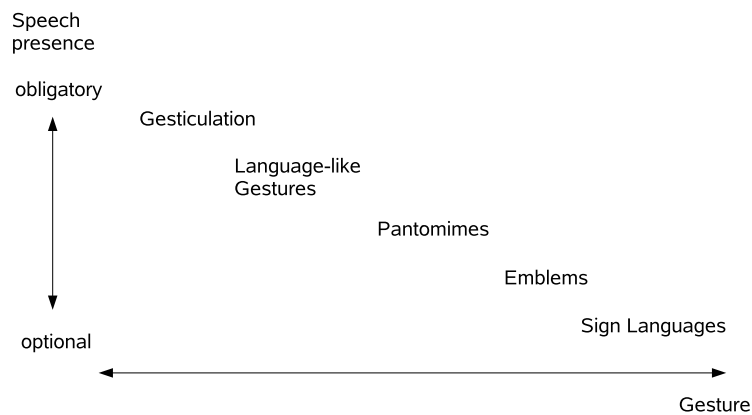 Speech
presence
obligatory
Gesticulation
Language-like
Gestures
Pantomimes
Emblems
Sign Languages
optional
Gesture